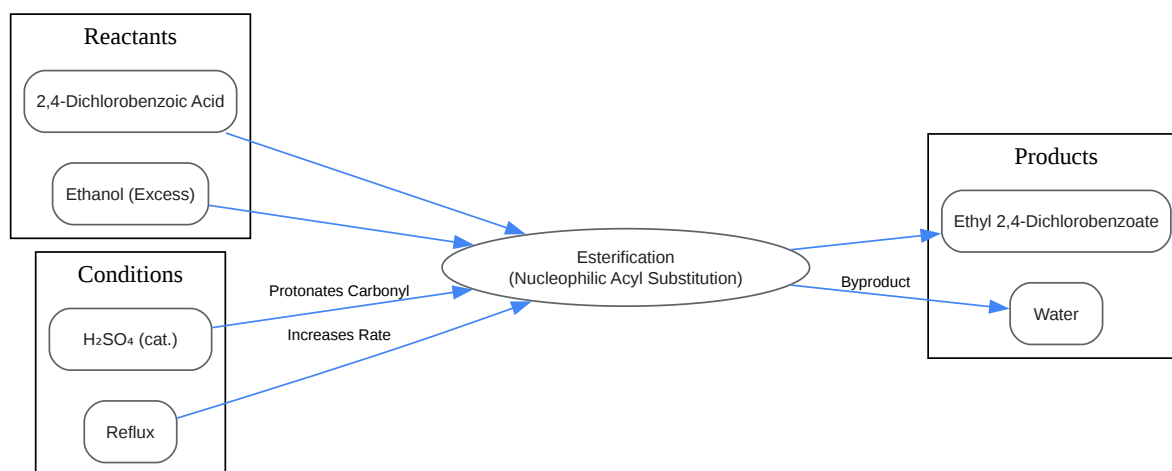 Reactants
2,4-Dichlorobenzoic Acid
Ethanol (Excess)
Conditions
H₂SO₄ (cat.)
Reflux
Protonates Carbonyl
Increases Rate
Esterification
(Nucleophilic Acyl Substitution)
Byproduct
Products
Ethyl 2,4-Dichlorobenzoate
Water